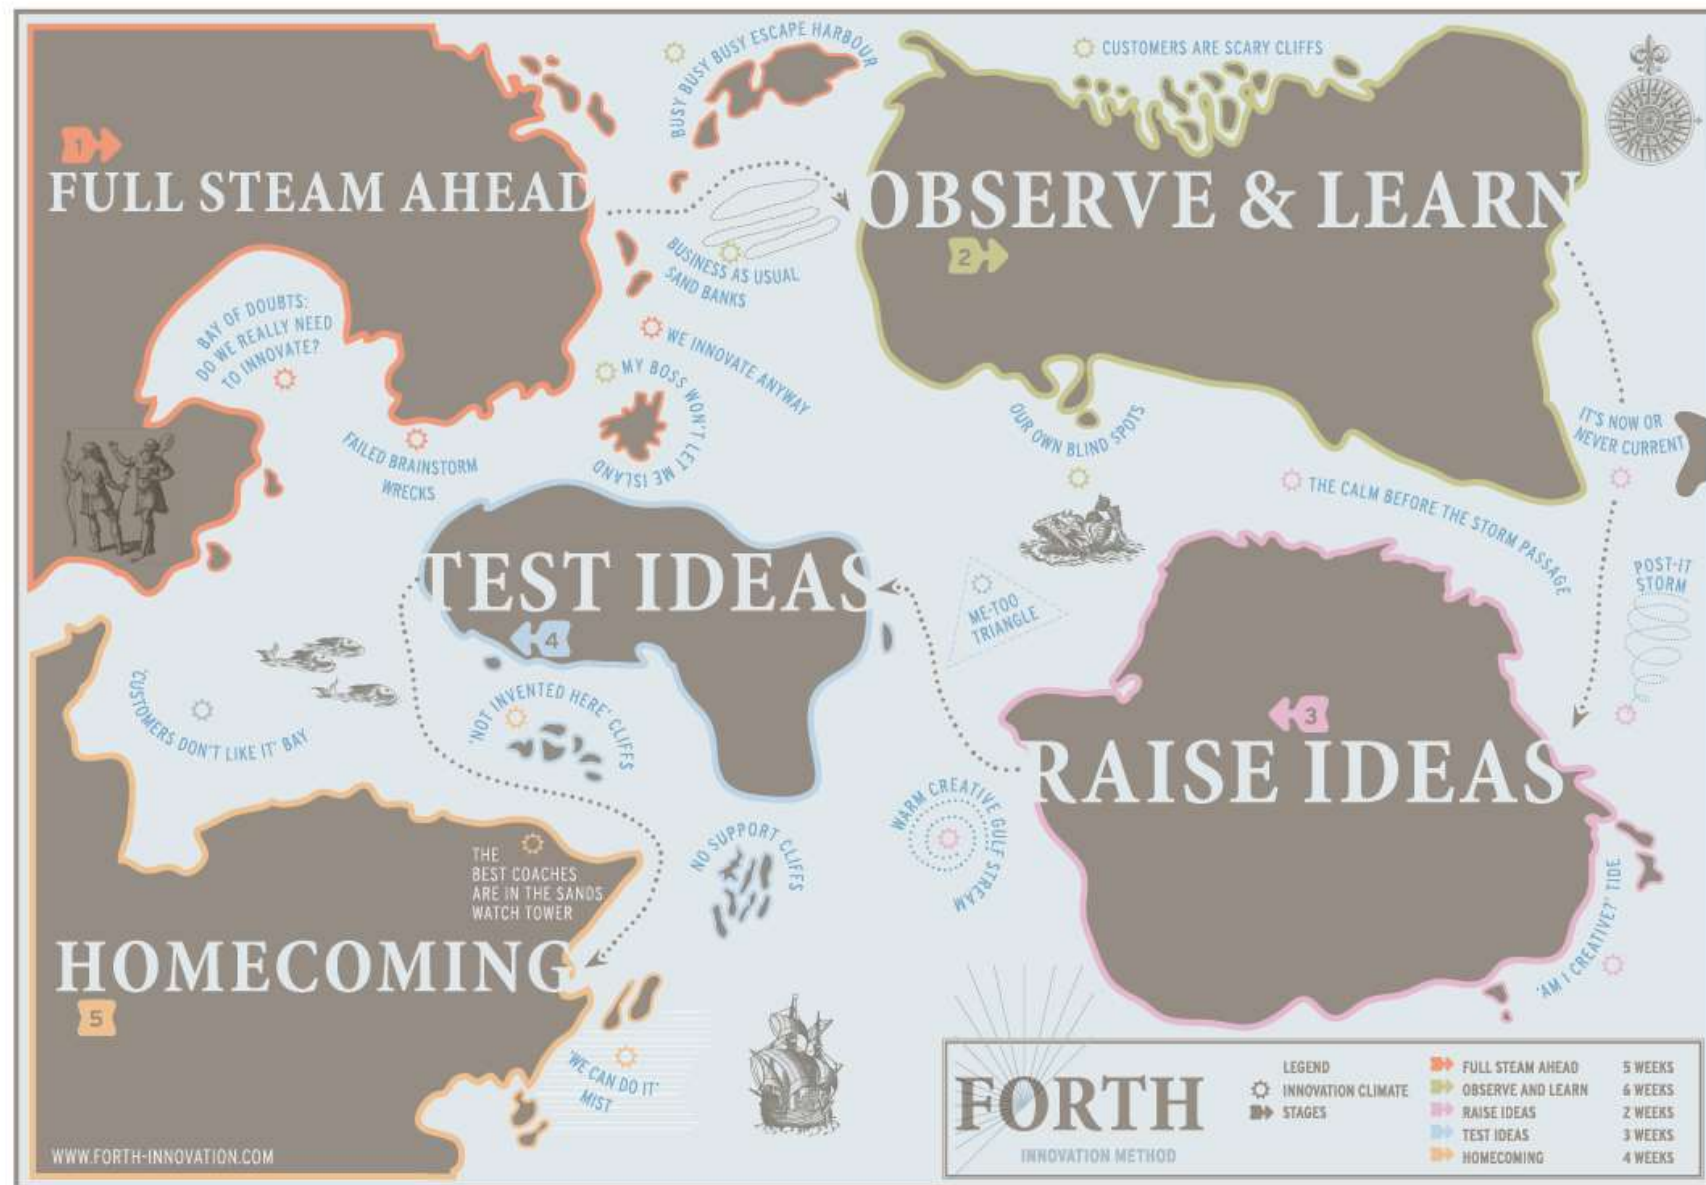 BUSY BUSY BUSY ESCAPE HARBOUR
CUSTOMERS ARE SCARY CLIFFS
1
FULL STEAM AHEAD
OBSERVE & LEARN
2
BUSINESS AS USUAL
SAND BANKS
BAY OF DOUBTS:
DO WE REALLY NEED
TO INNOVATE?
WE INNOVATE ANYWAY
MY BOSS WON'T LET ME ISLAND
FAILED BRAINSTORM
WRECKS
OUR OWN BLIND SPOTS
IT'S NOW OR
NEVER CURRENT
THE CALM BEFORE THE STORM PASSAGE
TEST IDEAS
4
ME-TOO
TRIANGLE
POST-IT
STORM
'CUSTOMERS DON'T LIKE IT' BAY
'NOT INVENTED HERE' CLIFFS
3
RAISE IDEAS
WARM CREATIVE GULF STREAM
NO SUPPORT CLIFFS
'AM I CREATIVE?' TIDE
THE
BEST COACHES
ARE IN THE SANDS
WATCH TOWER
HOMECOMING
5
'WE CAN DO IT'
MIST
WWW.FORTH-INNOVATION.COM
FORTH
INNOVATION METHOD
LEGEND
INNOVATION CLIMATE
STAGES
FULL STEAM AHEAD 5 WEEKS
OBSERVE AND LEARN 6 WEEKS
RAISE IDEAS 2 WEEKS
TEST IDEAS 3 WEEKS
HOMECOMING 4 WEEKS